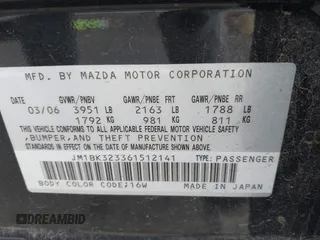 MFD. BY MAZDA MOTOR CORPORATION
GVWR/PNBV GAWR/PNBE FR GAWR/PNBE RR
03/06 3951 LB 2163 LB 1788 LB
1792 KG 981 KG 811 KG
THIS VEHICLE CONFORMS TO ALL APPLICABLE FEDERAL MOTOR VEHICLE SAFETY,
BUMPER, AND THEFT PREVENTION
STANDARDS IN EFFECT ON THE DATE OF MANUFACTURE SHOWN ABOVE.
JM1BK323361512141 TYPE: PASSENGER
BODY COLOR CODE:16W MADE IN JAPAN
DREAMBID